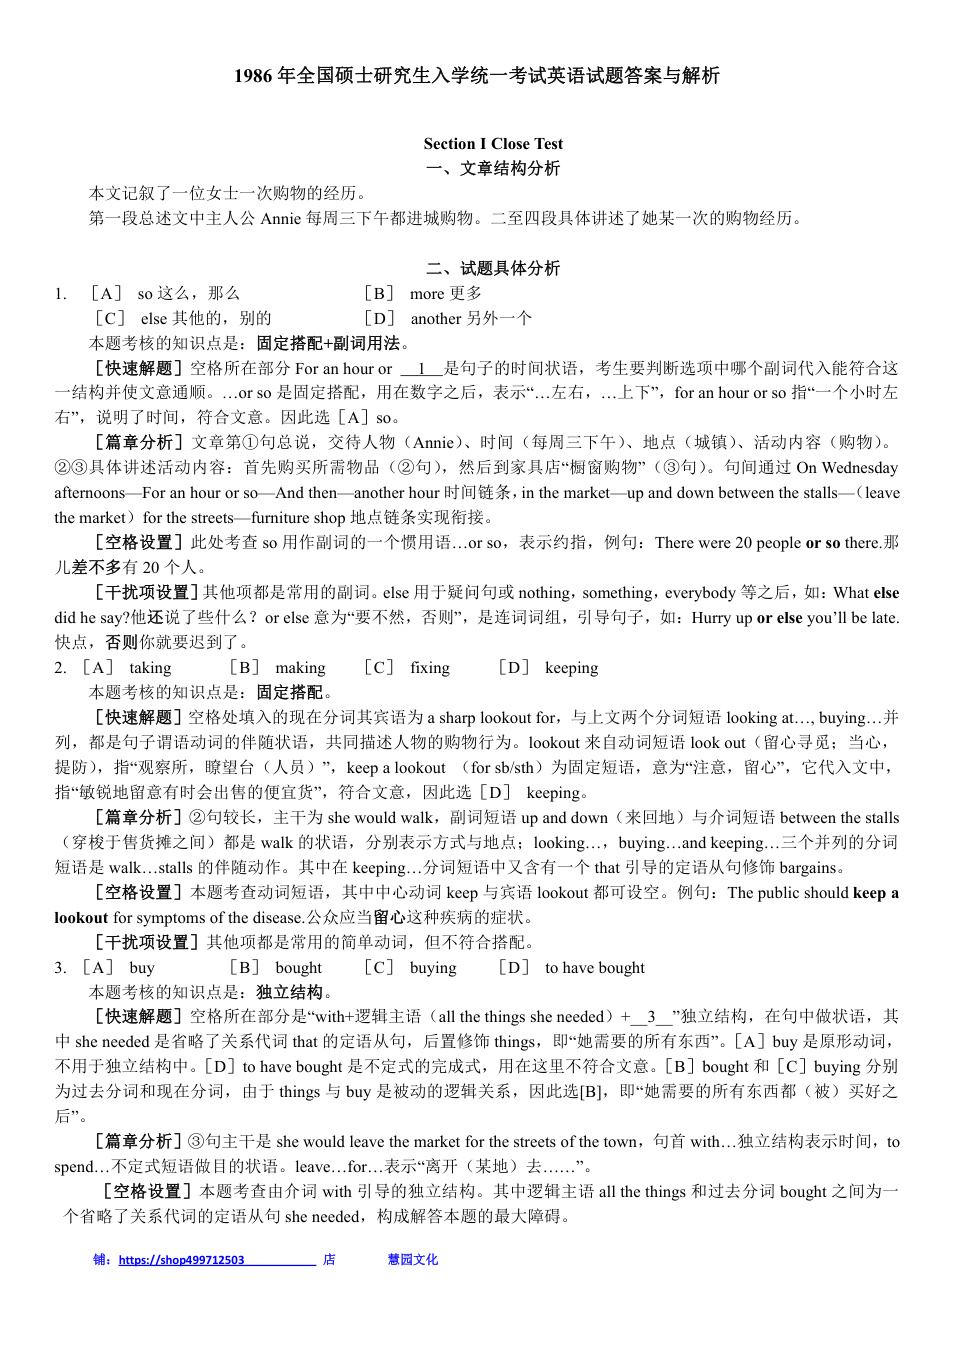 1986 年全国硕士研究生入学统一考试英语试题答案与解析
Section I Close Test
一、文章结构分析
本文记叙了一位女士一次购物的经历。
第一段总述文中主人公 Annie 每周三下午都进城购物。二至四段具体讲述了她某一次的购物经历。
二、试题具体分析
1. ［A］ so 这么，那么 ［B］ more 更多
［C］ else 其他的，别的 ［D］ another 另外一个
本题考核的知识点是：固定搭配+副词用法。
［快速解题］空格所在部分 For an hour or __1__是句子的时间状语，考生要判断选项中哪个副词代入能符合这
一结构并使文意通顺。…or so 是固定搭配，用在数字之后，表示“…左右，…上下”，for an hour or so 指“一个小时左
右”，说明了时间，符合文意。因此选［A］so。
［篇章分析］文章第①句总说，交待人物（Annie）、时间（每周三下午）、地点（城镇）、活动内容（购物）。
②③具体讲述活动内容：首先购买所需物品（②句），然后到家具店“橱窗购物”（③句）。句间通过 On Wednesday
afternoons—For an hour or so—And then—another hour 时间链条，in the market—up and down between the stalls—（leave
the market）for the streets—furniture shop 地点链条实现衔接。
［空格设置］此处考查 so 用作副词的一个惯用语…or so，表示约指，例句：There were 20 people or so there.那
儿差不多有 20 个人。
［干扰项设置］其他项都是常用的副词。else 用于疑问句或 nothing，something，everybody 等之后，如：What else
did he say?他还说了些什么？or else 意为“要不然，否则”，是连词词组，引导句子，如：Hurry up or else you’ll be late.
快点，否则你就要迟到了。
2. ［A］ taking ［B］ making ［C］ fixing ［D］ keeping
本题考核的知识点是：固定搭配。
［快速解题］空格处填入的现在分词其宾语为 a sharp lookout for，与上文两个分词短语 looking at…, buying…并
列，都是句子谓语动词的伴随状语，共同描述人物的购物行为。lookout 来自动词短语 look out（留心寻觅；当心，
提防），指“观察所，瞭望台（人员）”，keep a lookout （for sb/sth）为固定短语，意为“注意，留心”，它代入文中，
指“敏锐地留意有时会出售的便宜货”，符合文意，因此选［D］ keeping。
［篇章分析］②句较长，主干为 she would walk，副词短语 up and down（来回地）与介词短语 between the stalls
（穿梭于售货摊之间）都是 walk 的状语，分别表示方式与地点；looking…，buying…and keeping…三个并列的分词
短语是 walk…stalls 的伴随动作。其中在 keeping…分词短语中又含有一个 that 引导的定语从句修饰 bargains。
［空格设置］本题考查动词短语，其中中心动词 keep 与宾语 lookout 都可设空。例句：The public should keep a
lookout for symptoms of the disease.公众应当留心这种疾病的症状。
［干扰项设置］其他项都是常用的简单动词，但不符合搭配。
3. ［A］ buy ［B］ bought ［C］ buying ［D］ to have bought
本题考核的知识点是：独立结构。
［快速解题］空格所在部分是“with+逻辑主语（all the things she needed）+__3__”独立结构，在句中做状语，其
中 she needed 是省略了关系代词 that 的定语从句，后置修饰 things，即“她需要的所有东西”。［A］buy 是原形动词，
不用于独立结构中。［D］to have bought 是不定式的完成式，用在这里不符合文意。［B］bought 和［C］buying 分别
为过去分词和现在分词，由于 things 与 buy 是被动的逻辑关系，因此选[B]，即“她需要的所有东西都（被）买好之
后”。
［篇章分析］③句主干是 she would leave the market for the streets of the town，句首 with…独立结构表示时间，to
spend…不定式短语做目的状语。leave…for…表示“离开（某地）去……”。
［空格设置］本题考查由介词 with 引导的独立结构。其中逻辑主语 all the things 和过去分词 bought 之间为一
个省略了关系代词的定语从句 she needed，构成解答本题的最大障碍。
铺：https://shop499712503 店 慧园文化